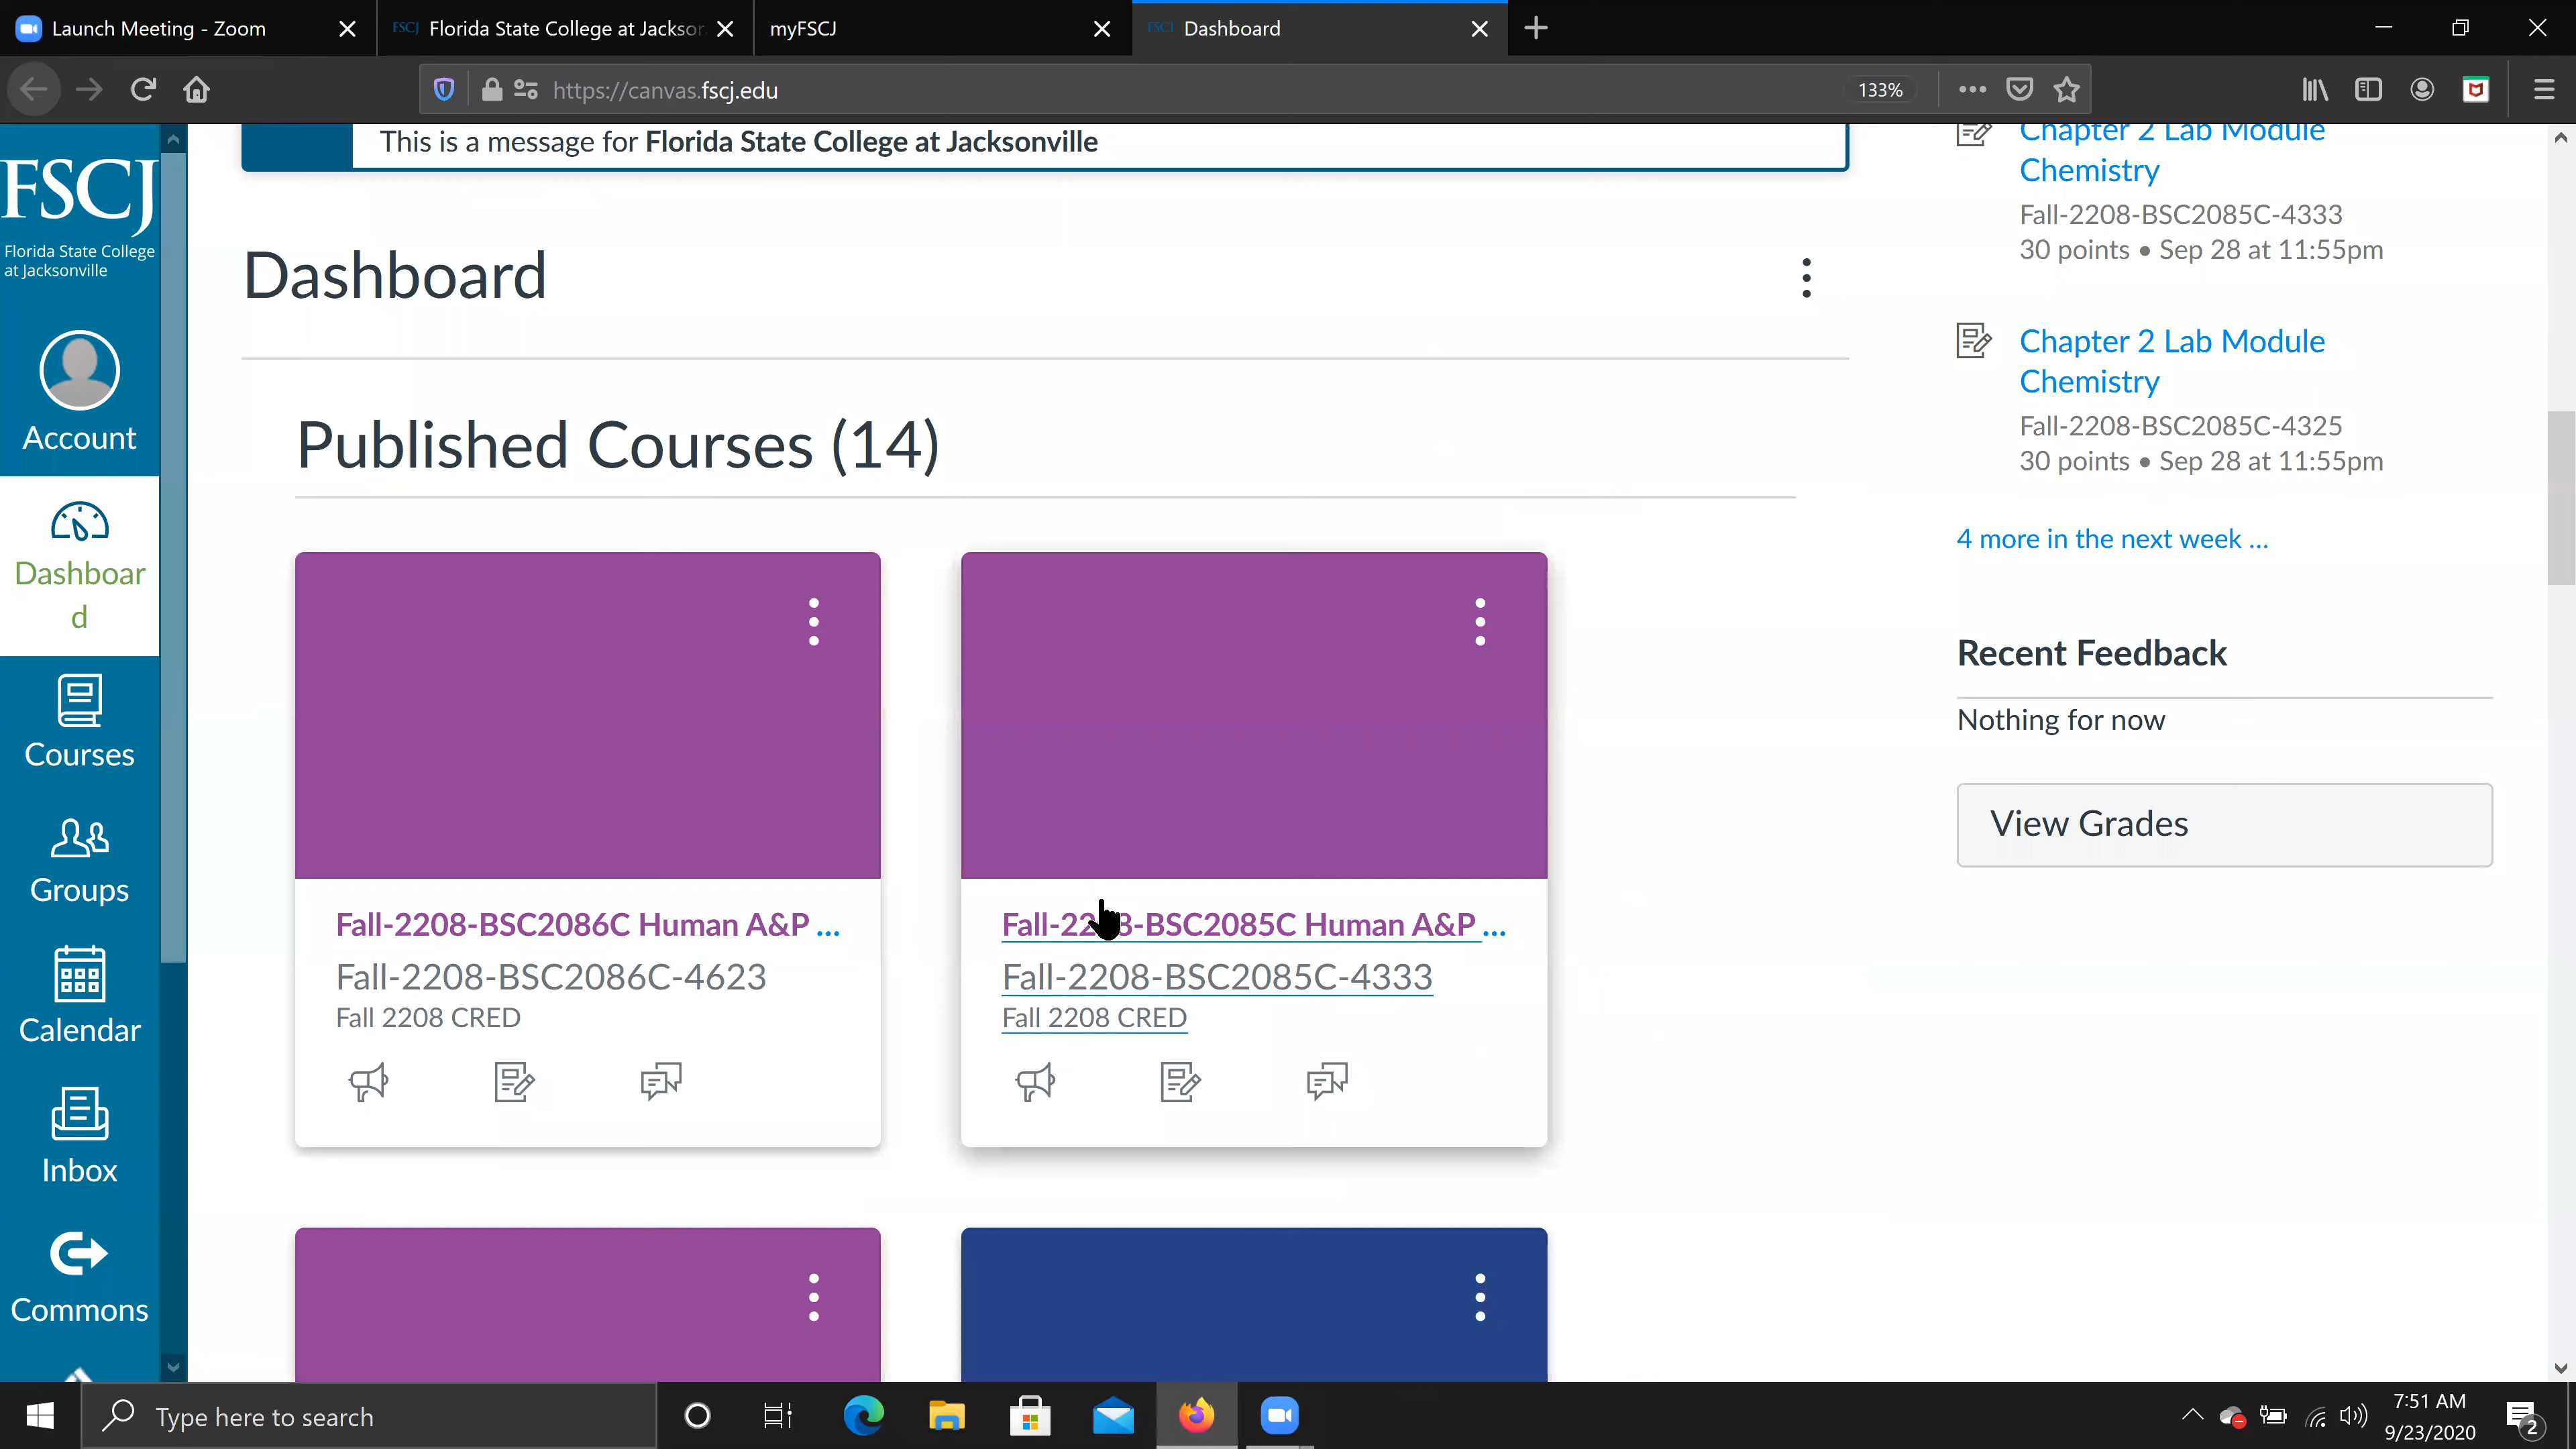 Launch Meeting - Zoom
FSCJ Florida State College at Jackson
myFSCJ
FSCJ Dashboard
https://canvas.fscj.edu
133%
FSCJ
Florida State College
at Jacksonville
Account
Dashboar
d
Courses
Groups
Calendar
Inbox
Commons
This is a message for Florida State College at Jacksonville
Dashboard
Published Courses (14)
Fall-2208-BSC2086C Human A&P ...
Fall-2208-BSC2086C-4623
Fall 2208 CRED
Fall-2208-BSC2085C Human A&P ...
Fall-2208-BSC2085C-4333
Fall 2208 CRED
Chapter 2 Lab Module
Chemistry
Fall-2208-BSC2085C-4333
30 points • Sep 28 at 11:55pm
Chapter 2 Lab Module
Chemistry
Fall-2208-BSC2085C-4325
30 points • Sep 28 at 11:55pm
4 more in the next week ...
Recent Feedback
Nothing for now
View Grades
Type here to search
7:51 AM
9/23/2020
2